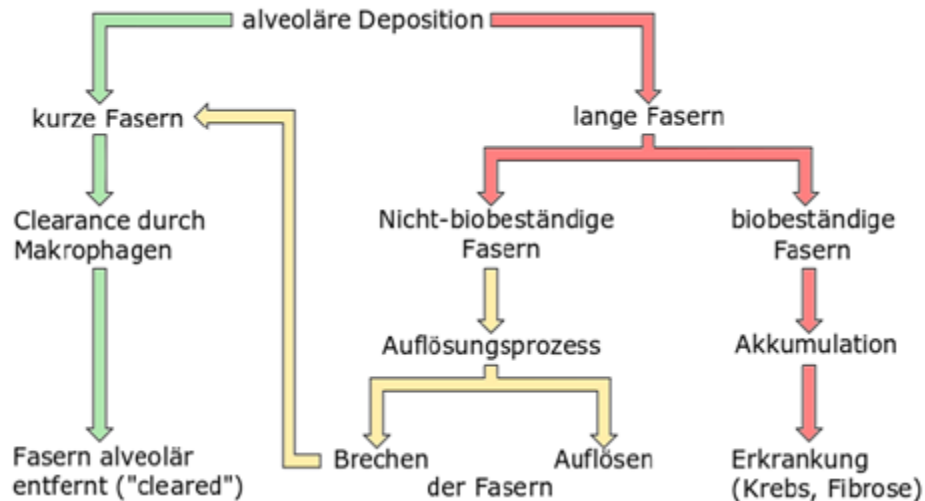 alveoläre Deposition
kurze Fasern
lange Fasern
Clearance durch
Makrophagen
Nicht-biobeständige
Fasern
biobeständige
Fasern
Auflösungsprozess
Akkumulation
Fasern alveolär
entfernt ("cleared")
Brechen Auflösen
der Fasern
Erkrankung
(Krebs, Fibrose)